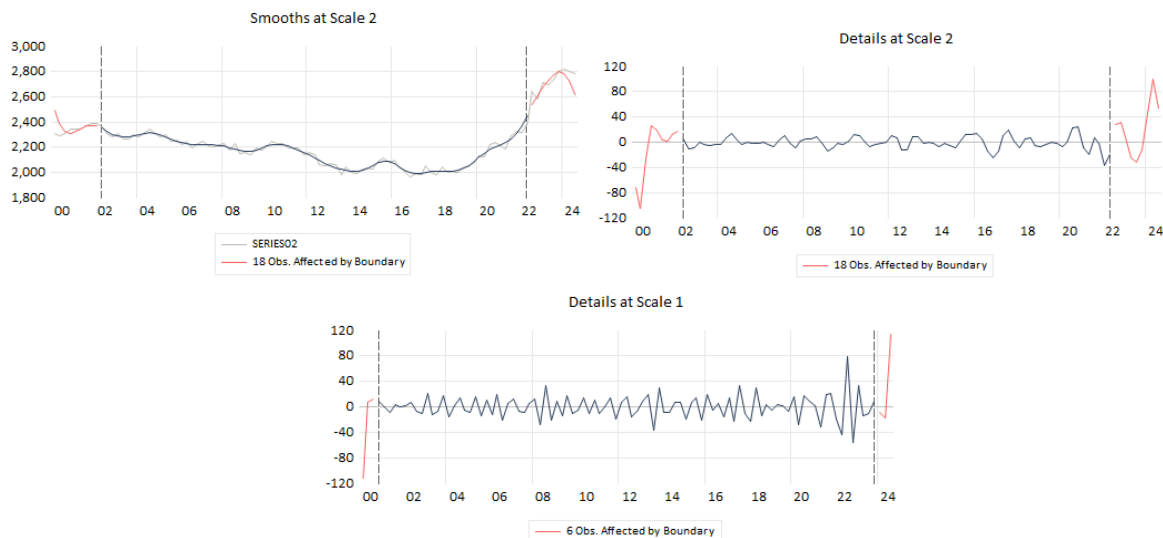 Smooths at Scale 2
3,000
2,800
2,600
2,400
2,200
2,000
1,800
00 02 04 06 08 10 12 14 16 18 20 22 24
SERIES02
18 Obs. Affected by Boundary
Details at Scale 2
120
80
40
0
-40
-80
-120
00 02 04 06 08 10 12 14 16 18 20 22 24
18 Obs. Affected by Boundary
Details at Scale 1
120
80
40
0
-40
-80
-120
00 02 04 06 08 10 12 14 16 18 20 22 24
6 Obs. Affected by Boundary